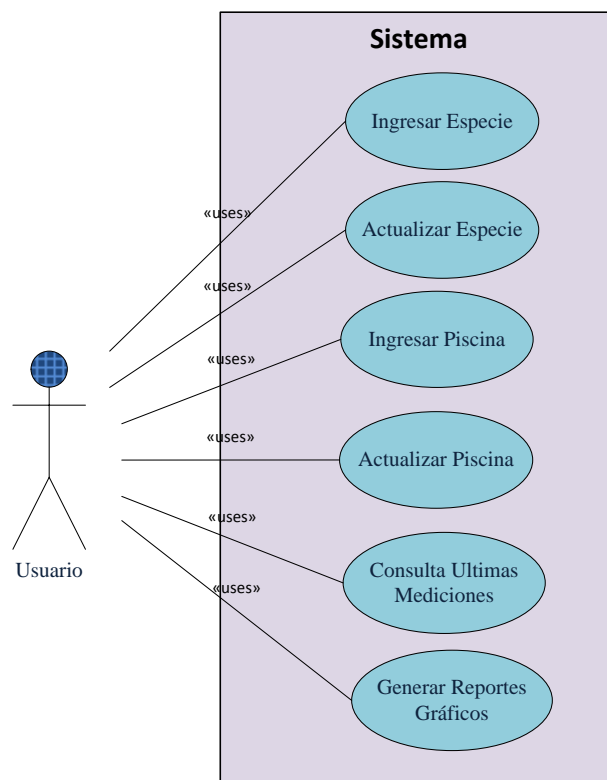 Sistema
Ingresar Especie
«uses»
Actualizar Especie
«uses»
Ingresar Piscina
«uses»
Actualizar Piscina
«uses»
Consulta Ultimas
Mediciones
«uses»
Generar Reportes
Gráficos
«uses»
Usuario